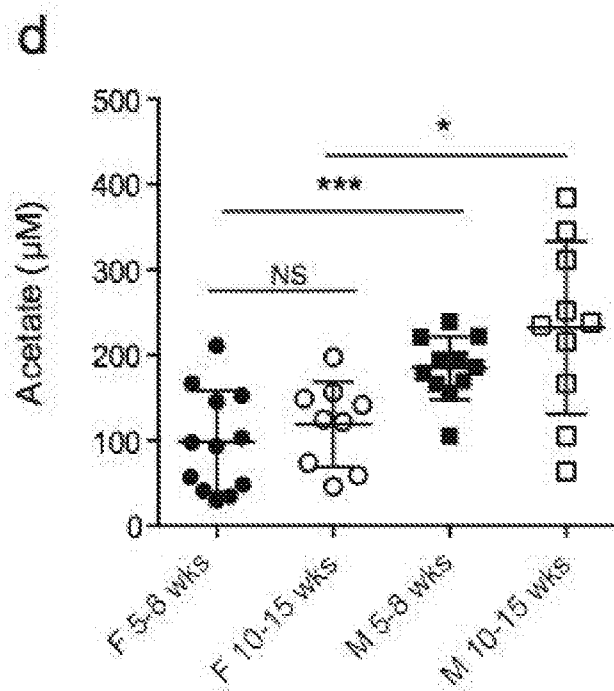 d
500
400
300
200
100
0
Acetate (μM)
*
***
NS
F 5-8 wks
F 10-15 wks
M 5-8 wks
M 10-15 wks